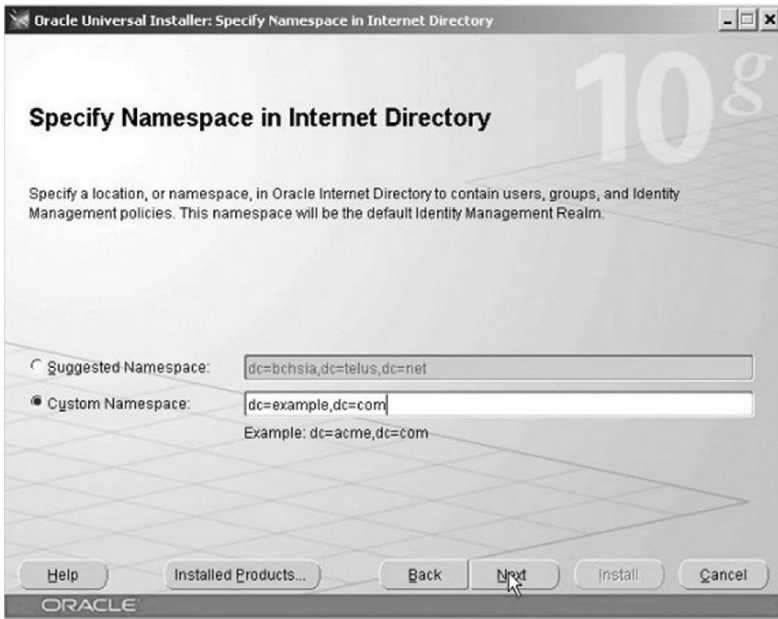 Oracle Universal Installer: Specify Namespace in Internet Directory
10g
Specify Namespace in Internet Directory
Specify a location, or namespace, in Oracle Internet Directory to contain users, groups, and Identity
Management policies. This namespace will be the default Identity Management Realm.
Suggested Namespace: dc=bchsia,dc=telus,dc=net
Custom Namespace: dc=example,dc=com
Example: dc=acme,dc=com
Help Installed Products... Back Next Install Cancel
ORACLE